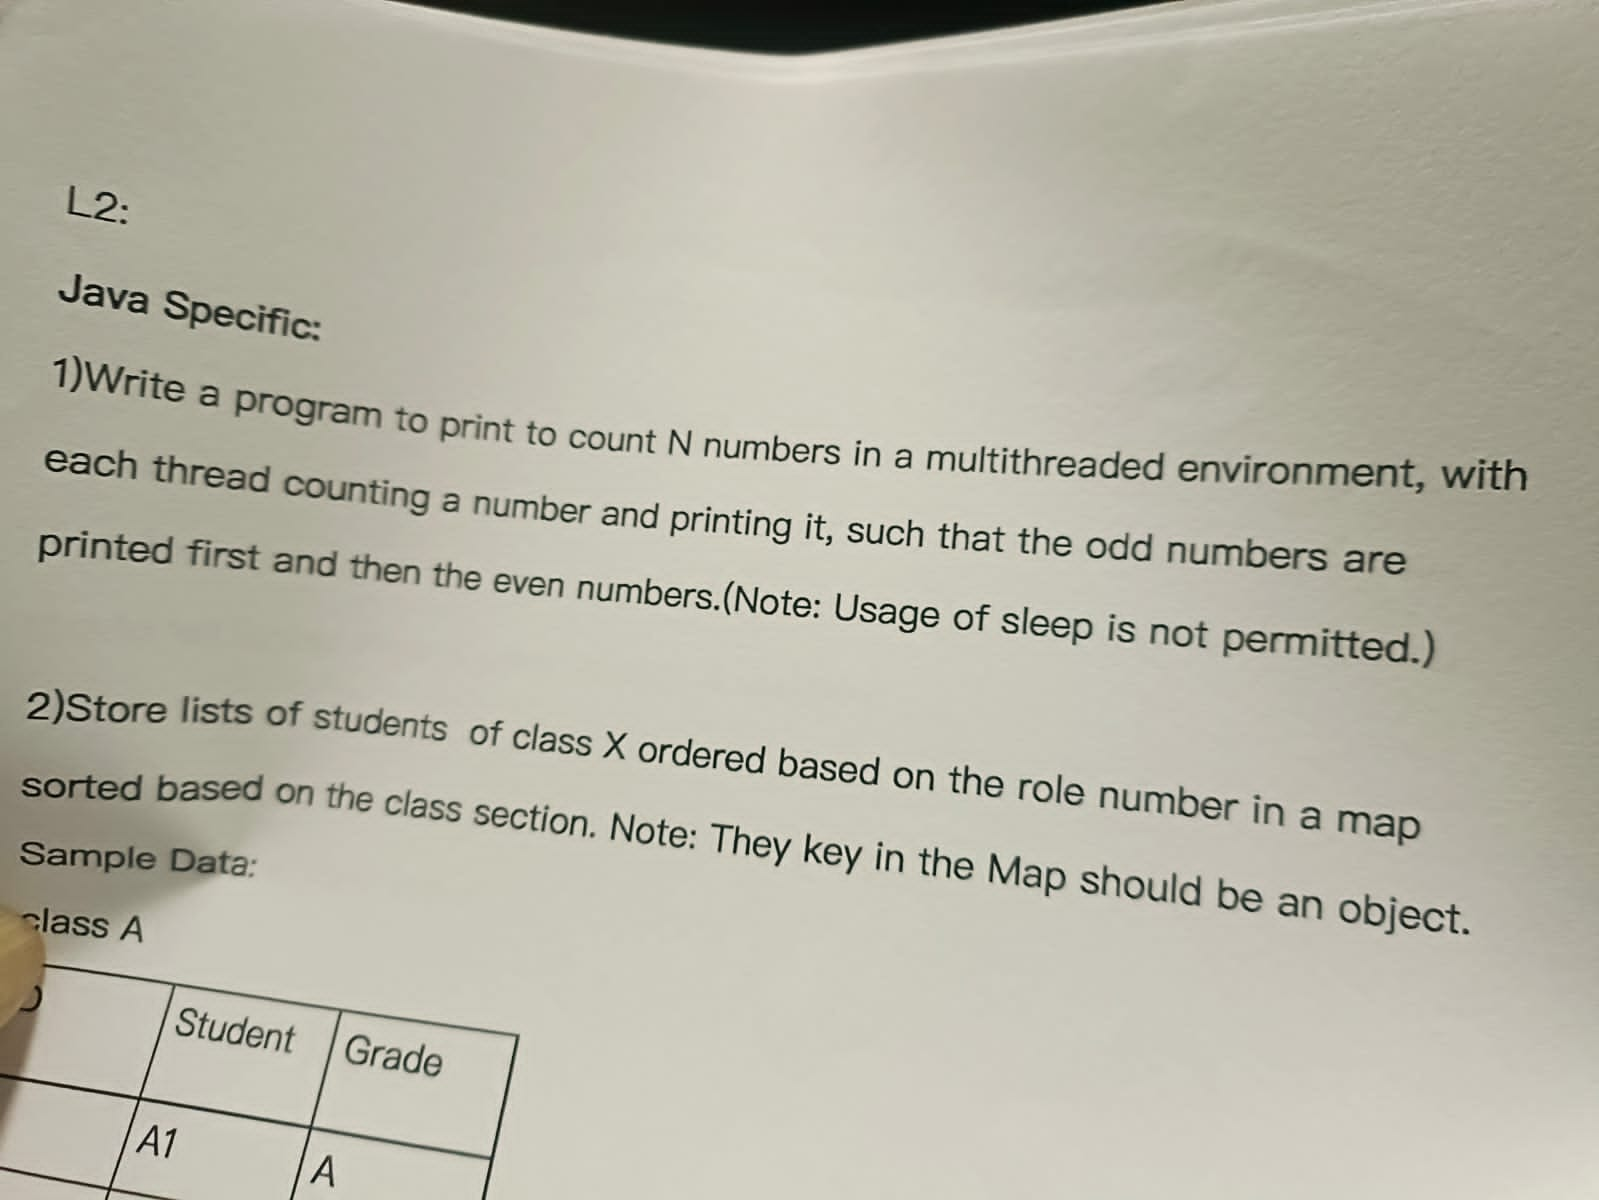 L2:
Java Specific:
1)Write a program to print to count N numbers in a multithreaded environment, with
each thread counting a number and printing it, such that the odd numbers are
printed first and then the even numbers.(Note: Usage of sleep is not permitted.)
2)Store lists of students of class X ordered based on the role number in a map
sorted based on the class section. Note: They key in the Map should be an object.
Sample Data:
class A
Student Grade
A1 A